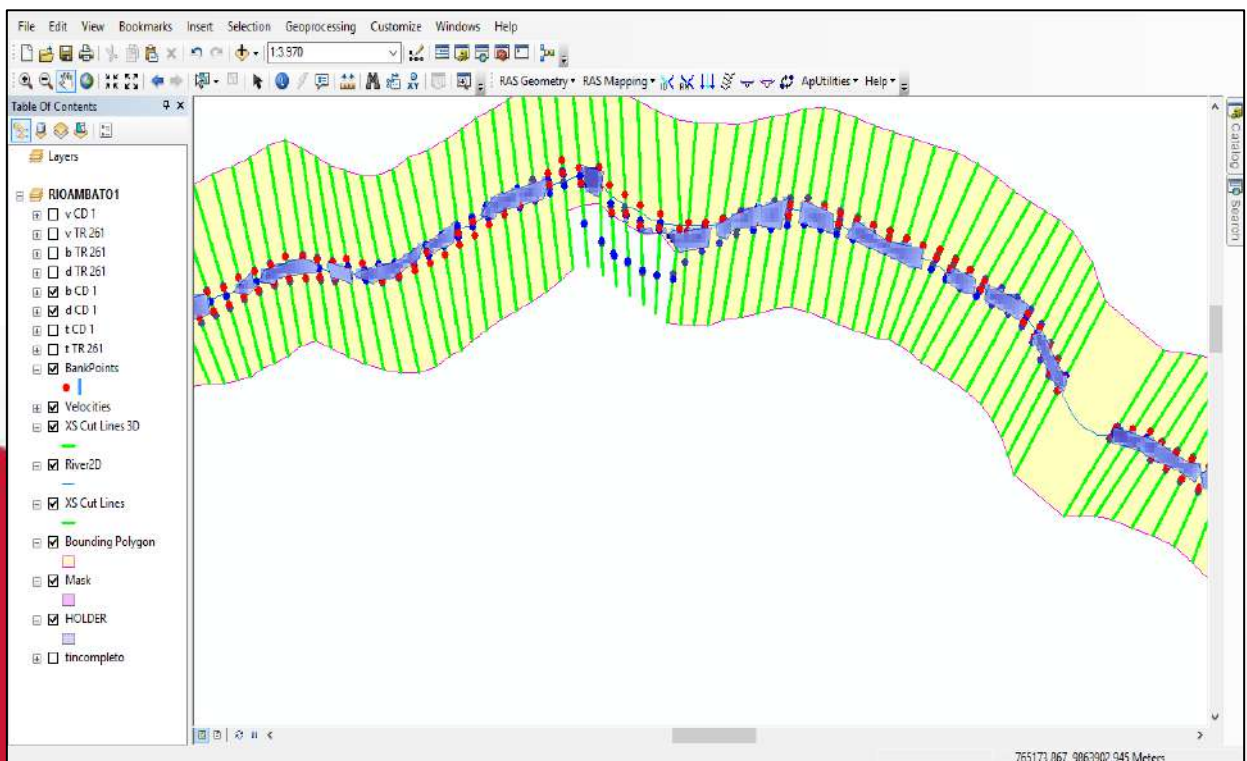 File Edit View Bookmarks Insert Selection Geoprocessing Customize Windows Help
1:3.970
RAS Geometry RAS Mapping ApUtilities Help
Table Of Contents
Layers
RIOAMBATO1
v CD 1
v TR 261
b TR 261
d TR 261
b CD 1
d CD 1
t CD 1
t TR 261
BankPoints
Velocities
XS Cut Lines 3D
River2D
XS Cut Lines
Bounding Polygon
Mask
HOLDER
tincompleto
Catalog
Search
765173.867 9863902.945 Meters